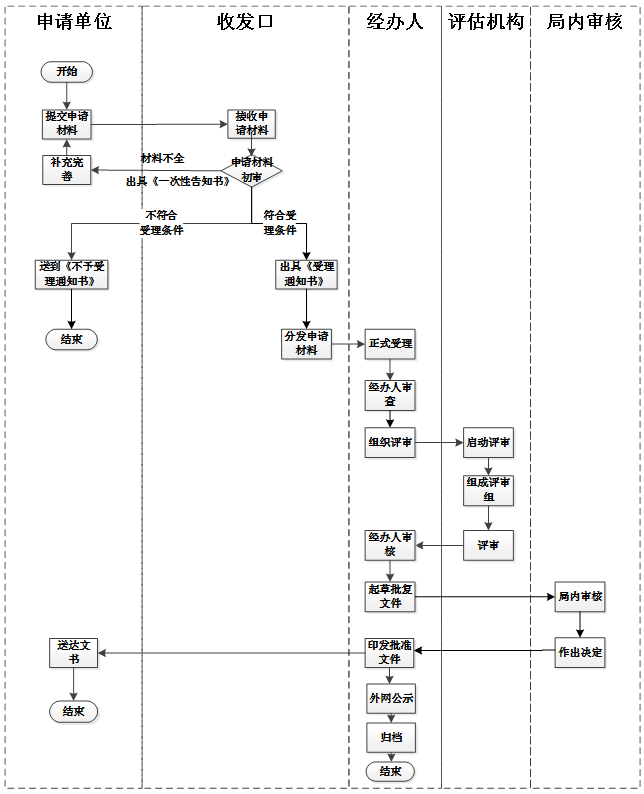 申请单位
收发口
经办人
评估机构
局内审核
开始
提交申请
材料
接收申
请材料
补充完
善
材料不全
出具《一次性告知书》
申请材料
初审
不符合
受理条件
符合受
理条件
送到《不予受
理通知书》
出具《受理
通知书》
结束
分发申请
材料
正式受理
经办人审
查
组织评审
启动评审
组成评审
组
经办人审
核
评审
起草批复
文件
局内审核
送达文
书
印发批准
文件
作出决定
结束
外网公示
归档
结束